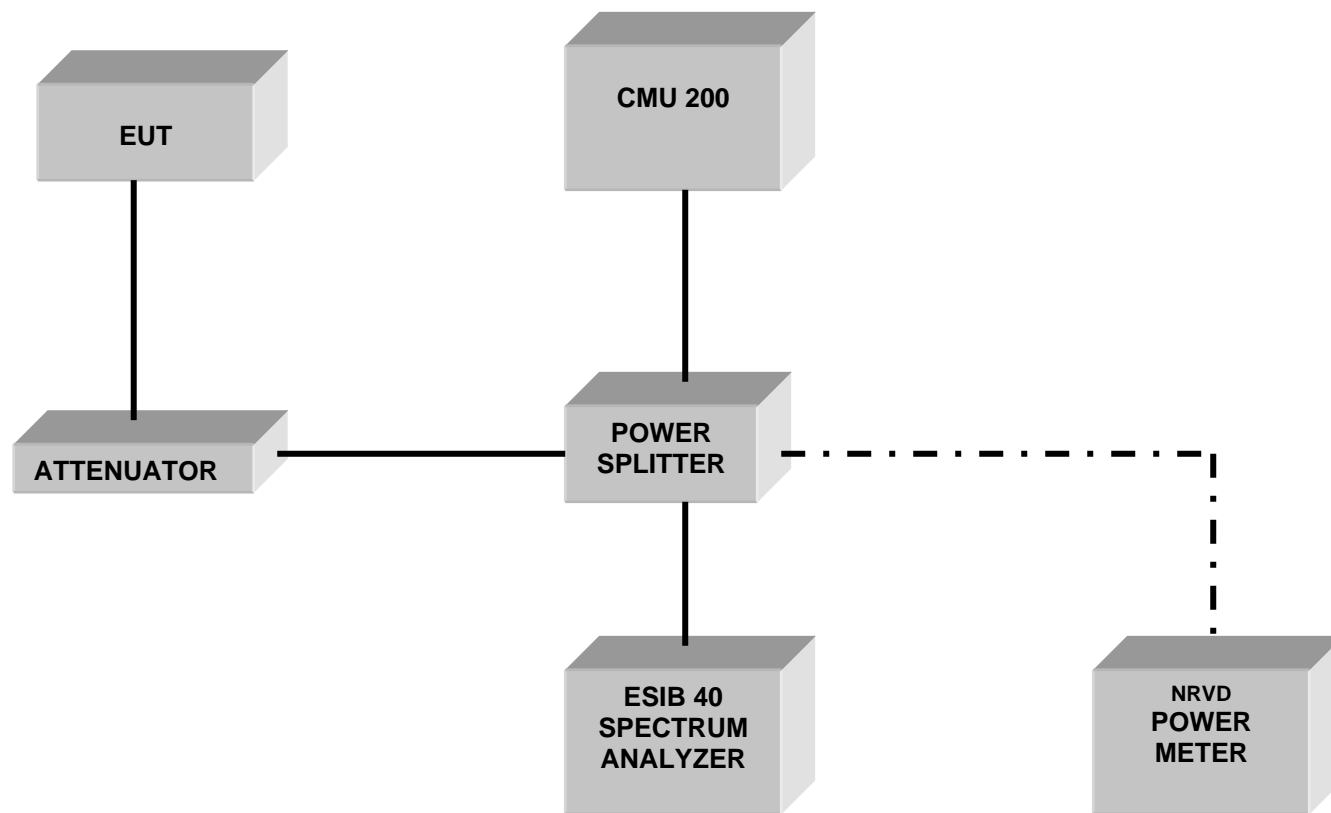 EUT
CMU 200
ATTENUATOR
POWER
SPLITTER
ESIB 40
SPECTRUM
ANALYZER
NRVD
POWER
METER